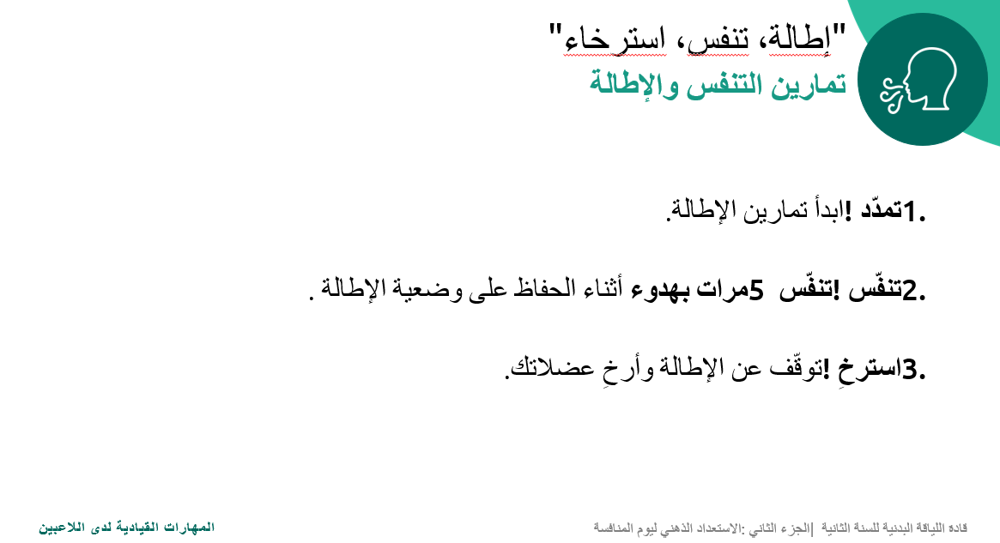 "إطالة، تنفس، استرخاء"
تمارين التنفس والإطالة
1. تمدّد! ابدأ تمارين الإطالة.
2. تنفّس! تنفّس 5 مرات بهدوء أثناء الحفاظ على وضعية الإطالة .
3. استرخِ! توقّف عن الإطالة وأرخِ عضلاتك.
قادة اللياقة البدنية للسنة الثانية | الجزء الثاني: الاستعداد الذهني ليوم المنافسة
المهارات القيادية لدى اللاعبين